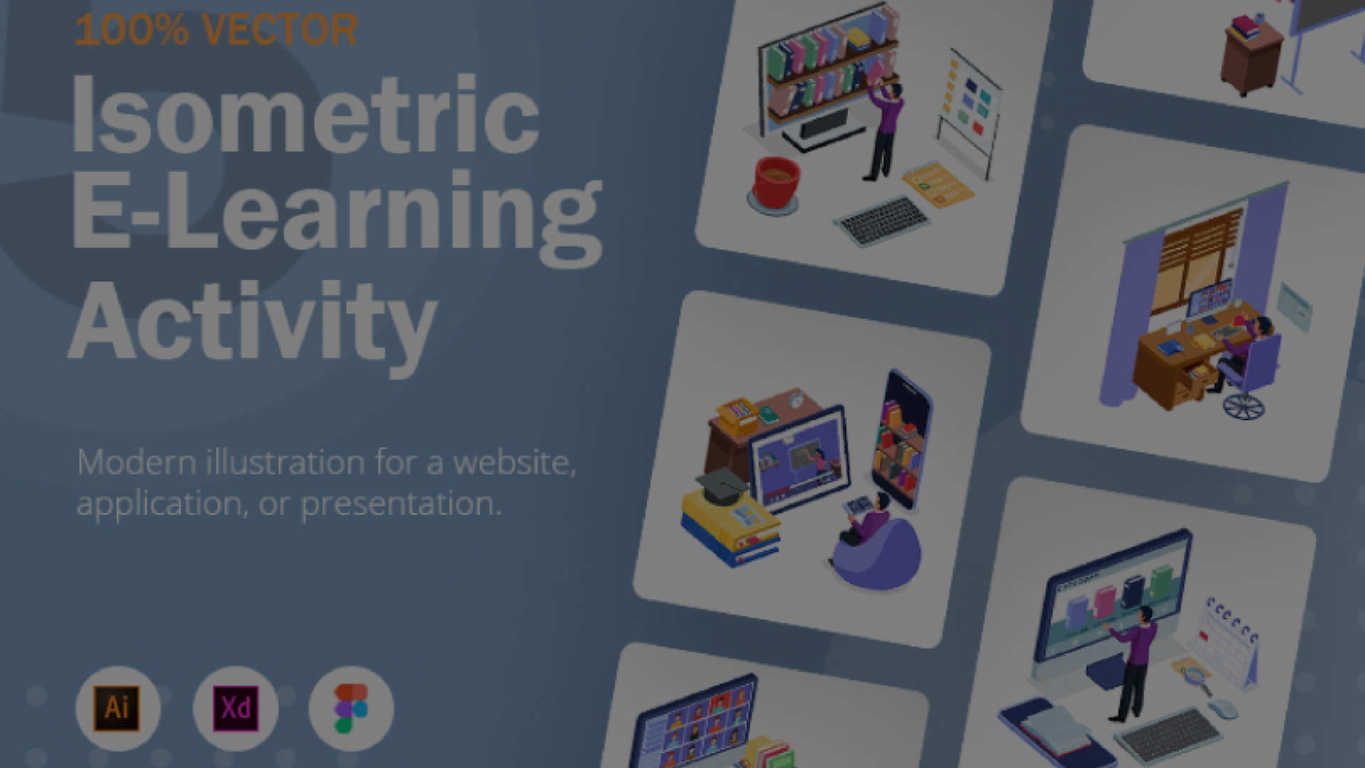 100% VECTOR
Isometric
E-Learning
Activity
Modern illustration for a website,
application, or presentation.
Ai
Xd